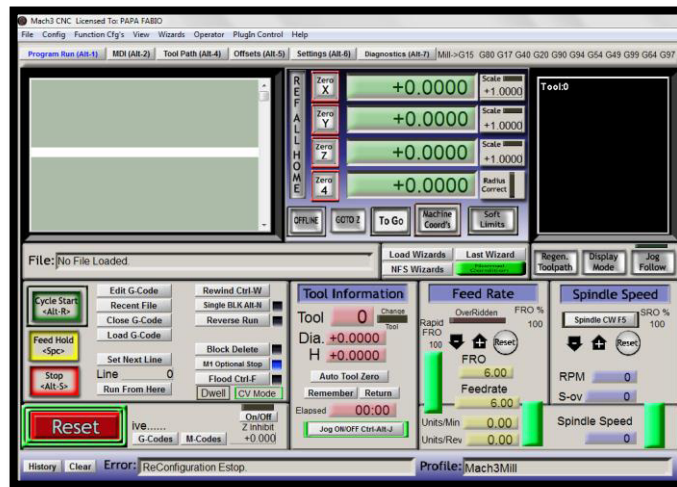 Mach3 CNC Licensed To: PAPA FABIO
File Config Function Cfg's View Wizards Operator PlugIn Control Help
Program Run (Alt-1) MDI (Alt-2) Tool Path (Alt-4) Offsets (Alt-5) Settings (Alt-6) Diagnostics (Alt-7) Mill->G15 G80 G17 G40 G20 G90 G94 G54 G49 G99 G64 G97
REF ALL HOME
Zero X +0.0000 Scale +1.0000
Zero Y +0.0000 Scale +1.0000
Zero Z +0.0000 Scale +1.0000
Zero 4 +0.0000 Radius Correct
OFFLINE GOTO Z To Go Machine Coord's Soft Limits
Tool:0
File: No File Loaded.
Load Wizards Last Wizard
NFS Wizards
Regen. Toolpath Display Mode Jog Follow
Cycle Start <Alt-R>
Feed Hold <Spc>
Stop <Alt-S>
Edit G-Code Rewind Ctrl-W
Recent File Single BLK Alt-N
Close G-Code Reverse Run
Load G-Code
Block Delete
Set Next Line M1 Optional Stop
Line 0 Flood Ctrl-F
Run From Here Dwell CV Mode
Reset ive......
G-Codes M-Codes
On/Off
Z Inhibit
+0.000
Tool Information
Tool 0 Change Tool
Dia. +0.0000
H +0.0000
Auto Tool Zero
Remember Return
Elapsed 00:00
Jog ON/OFF Ctrl-Alt-J
Feed Rate
OverRidden FRO %
100
Rapid FRO
100
Reset
FRO
6.00
Feedrate
6.00
Units/Min 0.00
Units/Rev 0.00
Spindle Speed
Spindle CW F5 SRO %
100
Reset
RPM 0
S-ov 0
Spindle Speed
0
History Clear Error: ReConfiguration Estop. Profile: Mach3Mill